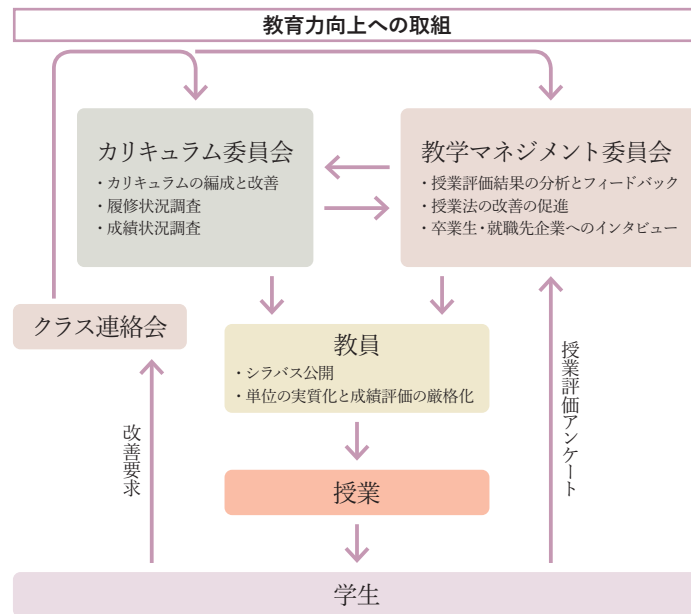 教育力向上への取組
カリキュラム委員会
・カリキュラムの編成と改善
・履修状況調査
・成績状況調査
教学マネジメント委員会
・授業評価結果の分析とフィードバック
・授業法の改善の促進
・卒業生・就職先企業へのインタビュー
クラス連絡会
教員
・シラバス公開
・単位の実質化と成績評価の厳格化
授業評価アンケート
改善要求
授業
学生